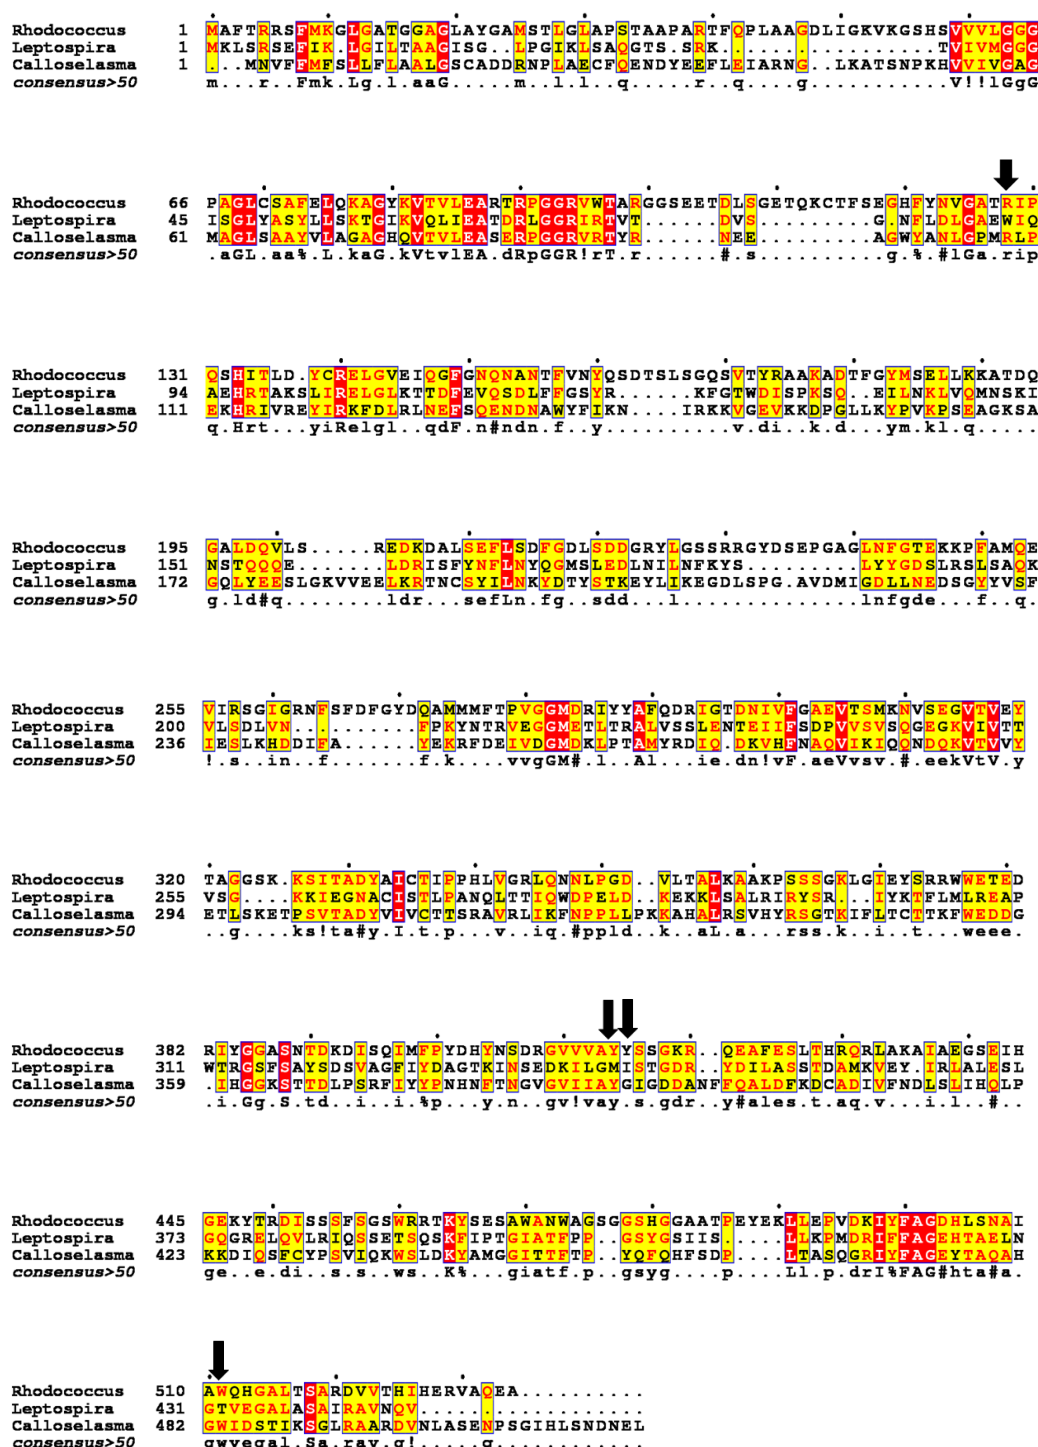 Rhodococcus 1 MAFTRRSFMKGLGATGGAGLAYGAMSTLGLAPSTAAPARTFQPLAAGDLIGKVKGSHSVVVLGGG
Leptospira 1 MKLSRSEFIK.LGILTAAGISG..LPGIKLSAQGTS.SRK.................TVIVMGGG
Calloselasma 1 ..MNVFFMFSLLFLAALGSCADDRNPLAECFQENDYEEFLEIARNG..LKATSNPKHVVIVGAG
consensus>50 m...r.Fmk.Lg.l.aaG.....m..l.l..q.....r..q...g...........V!!lGgG
Rhodococcus 66 PAGLCSAFELQKAGYKVTVLEARTRPGGRVWTARGGSEETDLSGETQKCTFSEGHFYNVGATRIP
Leptospira 45 ISGLYASYLLSKTGYKVQLIEATDRLGGRIRTVT......DVS.........G.NFLDLGAEWIQ
Calloselasma 61 MAGLSAAYVLAGAGHQVTVLEASERPGGRVRTYR......NEE.........AGWYANLGPMRLP
consensus>50 .aGL.aa%.L.kaG.kVtvlEA.dRpGGR!rT.r......#.s..........g.%.#lGa.rip
Rhodococcus 131 QSHITLD.YCRELGVEIQGFGNQNANTFVNYQSDTSLSGQSVTYRAAKADTFGYMSELLKKATDQ
Leptospira 94 AEHRTAKSLIRELGLKTTDFEVQSDLFFGSYR.......KFGTWDISPKSQ..EILNKLVQMNSKI
Calloselasma 111 EKHRIVREYIRKFDLRLNEFSQENDNAWYFIKN...IRKKVGEVKKDPGLLKYPVKPSEAGKSA
consensus>50 q.Hrt...yiRelgl..qdF.n#ndn.f..y..........v.di..k.d...ym.kl.q.....
Rhodococcus 195 GALDQVLS.....REDKDALSEFLSDFGDLSDDGRYLGSSRRGYDSEPGAGLNFGTEKKPFAMQE
Leptospira 151 NSTQQQE.......LDRISFYNFLNYQGMSLEDLNILNFKYS........LYYGDSLRSLSAQK
Calloselasma 172 GQLYEESLGKVVEELKRTNCSYILNKYDTYSTKEYLIKEGDLSPG.AVDMIGDLLNEDSGYYVSF
consensus>50 g.ld#q........ldr...sefLn.fg..sdd...l..............lnfgde...f..q.
Rhodococcus 255 VIRSGIGRNFSFDFGYDQAMMMFTPVGGMDRIYYAFQDRIGTDNIVFGAEVTSMKNVSEGVTVEY
Leptospira 200 VLSDLVN..........FPKYNTRVEGGMETLTRALVSSLENTEIIFSDPVVSVSQGEGKVTVTT
Calloselasma 236 IESLKHDDIFA......YEKRFDEIVDGMDKLPTAMYRDIQ.DKVHFNAQVIKIQQNDQKVTVVY
consensus>50 !.s..in..f.......f.k....vvgGM#.l..Al...ie.dn!vF.aeVvsv.#.eekVtV.y
Rhodococcus 320 TAGGSK.KSITADYAICTIPPHLVGRLQNNLPGD..VLTALKAAKPSSSGKLGIEYSRRWWETED
Leptospira 255 VSG....KKIEGNACISTLPANQLTTIQWDPELD..KEKKLSALRIRYSR...IYKTFLMLREAP
Calloselasma 294 ETLSKETPSVTADYVIVCTTSRAVRLIKFNPPLLPKKAHALRSVHYRSGTKIFLTCTTKFWEDDG
consensus>50 ..g....ks!ta#y.I.t.p....v..iq.#ppld..k..aL.a...rss.k..i..t...weee.
Rhodococcus 382 RIYGGASNTDKDISQIMFPYDHYNSDRGVVVAYYSSGKR..QEAFESLTHRQRLAKAIAEGSEIH
Leptospira 311 WTRGSFSAYSDSVAGFIYDAGTKINSEDKILGMISTGDR..YDILASSTDAMKVEY.IRLALESL
Calloselasma 359 .IHGGKSTTDLPSRFIYYPNHNFTNGVGVIIAYGIGDDANFFQALDFKDCADIVFNDLSLIHQLP
consensus>50 .i.Gg.S.td..i..i.%p...y.n..gv!vay.s.gdr..y#ales.t.aq.v...i.l..#..
Rhodococcus 445 GEKYTRDISSSFSGSWRRTKYSESAWANWAGSGGSHGGAATPEYEKLLEPVDKIYFAGDHLSNAI
Leptospira 373 GQGRELQVLRIQSSETSQSKFIPTGIATFPP..GSYGSIIS.....LLKPMDRIFFAGEHTAELN
Calloselasma 423 KKDIQSFCYPSVIQKWSLDKYAMGGITTFTP..YQFQHFSDP....LTASQGRIYFAGEYTAQAH
consensus>50 ge..e.di..s.s..ws..K%...giatf.p..gsyg....p....Ll.p.drI%FAG#hta#a.
Rhodococcus 510 AWQHGALTSARDVVTHIHERVAQEA..........
Leptospira 431 GTVEGALASAIRAVNQV.....................
Calloselasma 482 GWIDSTIKSGLRAARDVNLASENPSGIHLSNDNEL
consensus>50 gwvegal.Sa.rav.g!....q............